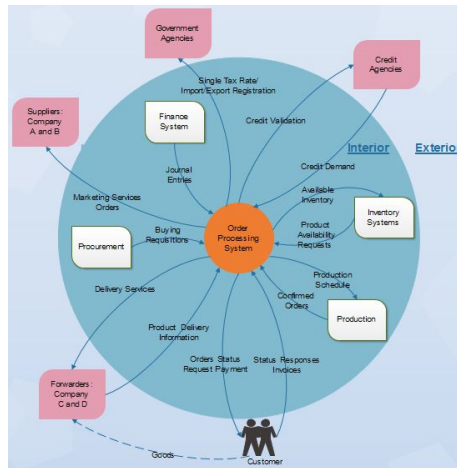 Government
Agencies
Credit
Agencies
Single Tax Rate/
Import/Export Registration
Suppliers:
Company
A and B
Finance
System
Credit Validation
Interior
Exterio
Journal
Entries
Credit Demand
Available
Inventory
Marketing Services
Orders
Inventory
Systems
Order
Processing
System
Product
Availability
Requests
Buying
Requisitions
Procurement
Production
Schedule
Delivery Services
Confirmed
Orders
Production
Product Delivery
Information
Orders Status
Request Payment
Status Responses
Invoices
Forwarders:
Company
C and D
Goods
Customer